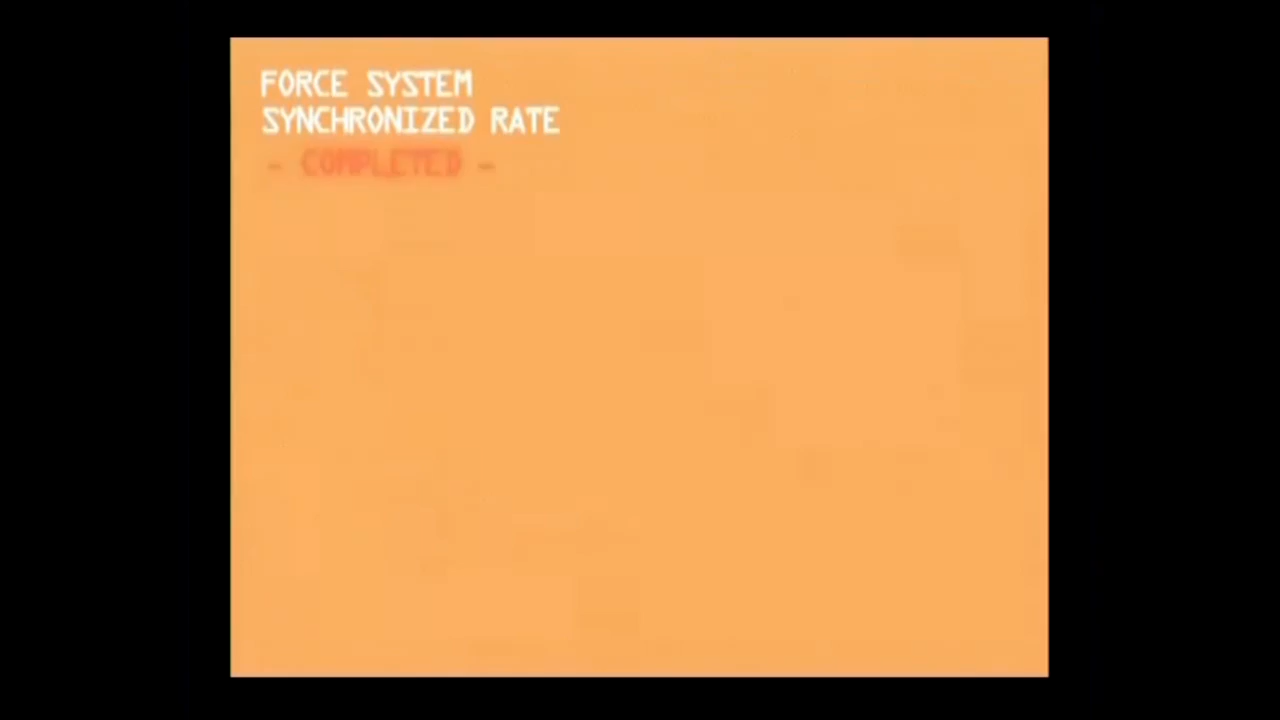 FORCE SYSTEM
SYNCHRONIZED RATE
- COMPLETED -